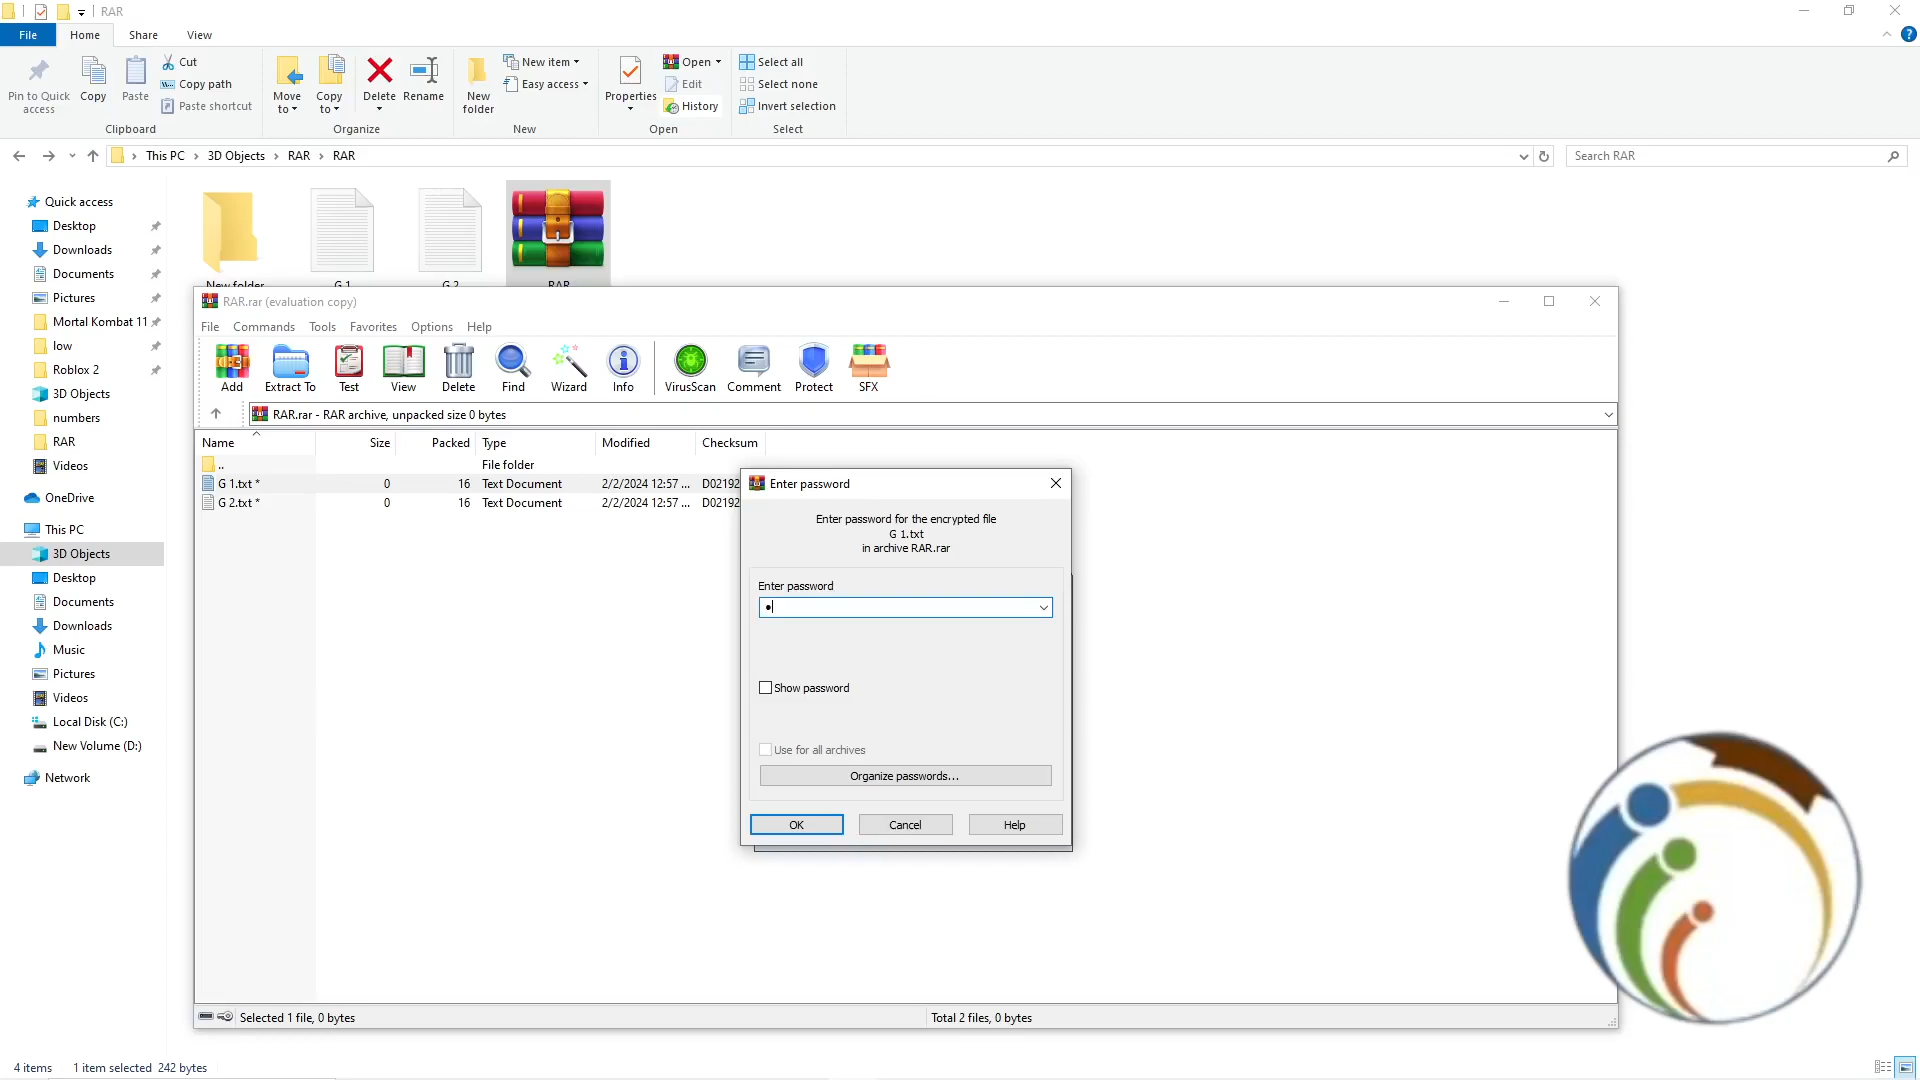 RAR
File Home Share View
Pin to Quick access
Copy
Paste
Cut
Copy path
Paste shortcut
Clipboard
Move to
Copy to
Delete
Rename
Organize
New folder
New item
Easy access
New
Properties
Open
Edit
History
Open
Select all
Select none
Invert selection
Select
This PC > 3D Objects > RAR > RAR
Search RAR
Quick access
Desktop
Downloads
Documents
Pictures
Mortal Kombat 11
low
Roblox 2
3D Objects
numbers
RAR
Videos
OneDrive
This PC
3D Objects
Desktop
Documents
Downloads
Music
Pictures
Videos
Local Disk (C:)
New Volume (D:)
Network
New folder G 1 G 2 RAR
RAR.rar (evaluation copy)
File Commands Tools Favorites Options Help
Add Extract To Test View Delete Find Wizard Info VirusScan Comment Protect SFX
RAR.rar - RAR archive, unpacked size 0 bytes
Name Size Packed Type Modified Checksum
.. File folder
G 1.txt * 0 16 Text Document 2/2/2024 12:57 ... D02192
G 2.txt * 0 16 Text Document 2/2/2024 12:57 ... D02192
Enter password
Enter password for the encrypted file
G 1.txt
in archive RAR.rar
Enter password
Show password
Use for all archives
Organize passwords...
OK Cancel Help
Selected 1 file, 0 bytes
Total 2 files, 0 bytes
4 items 1 item selected 242 bytes